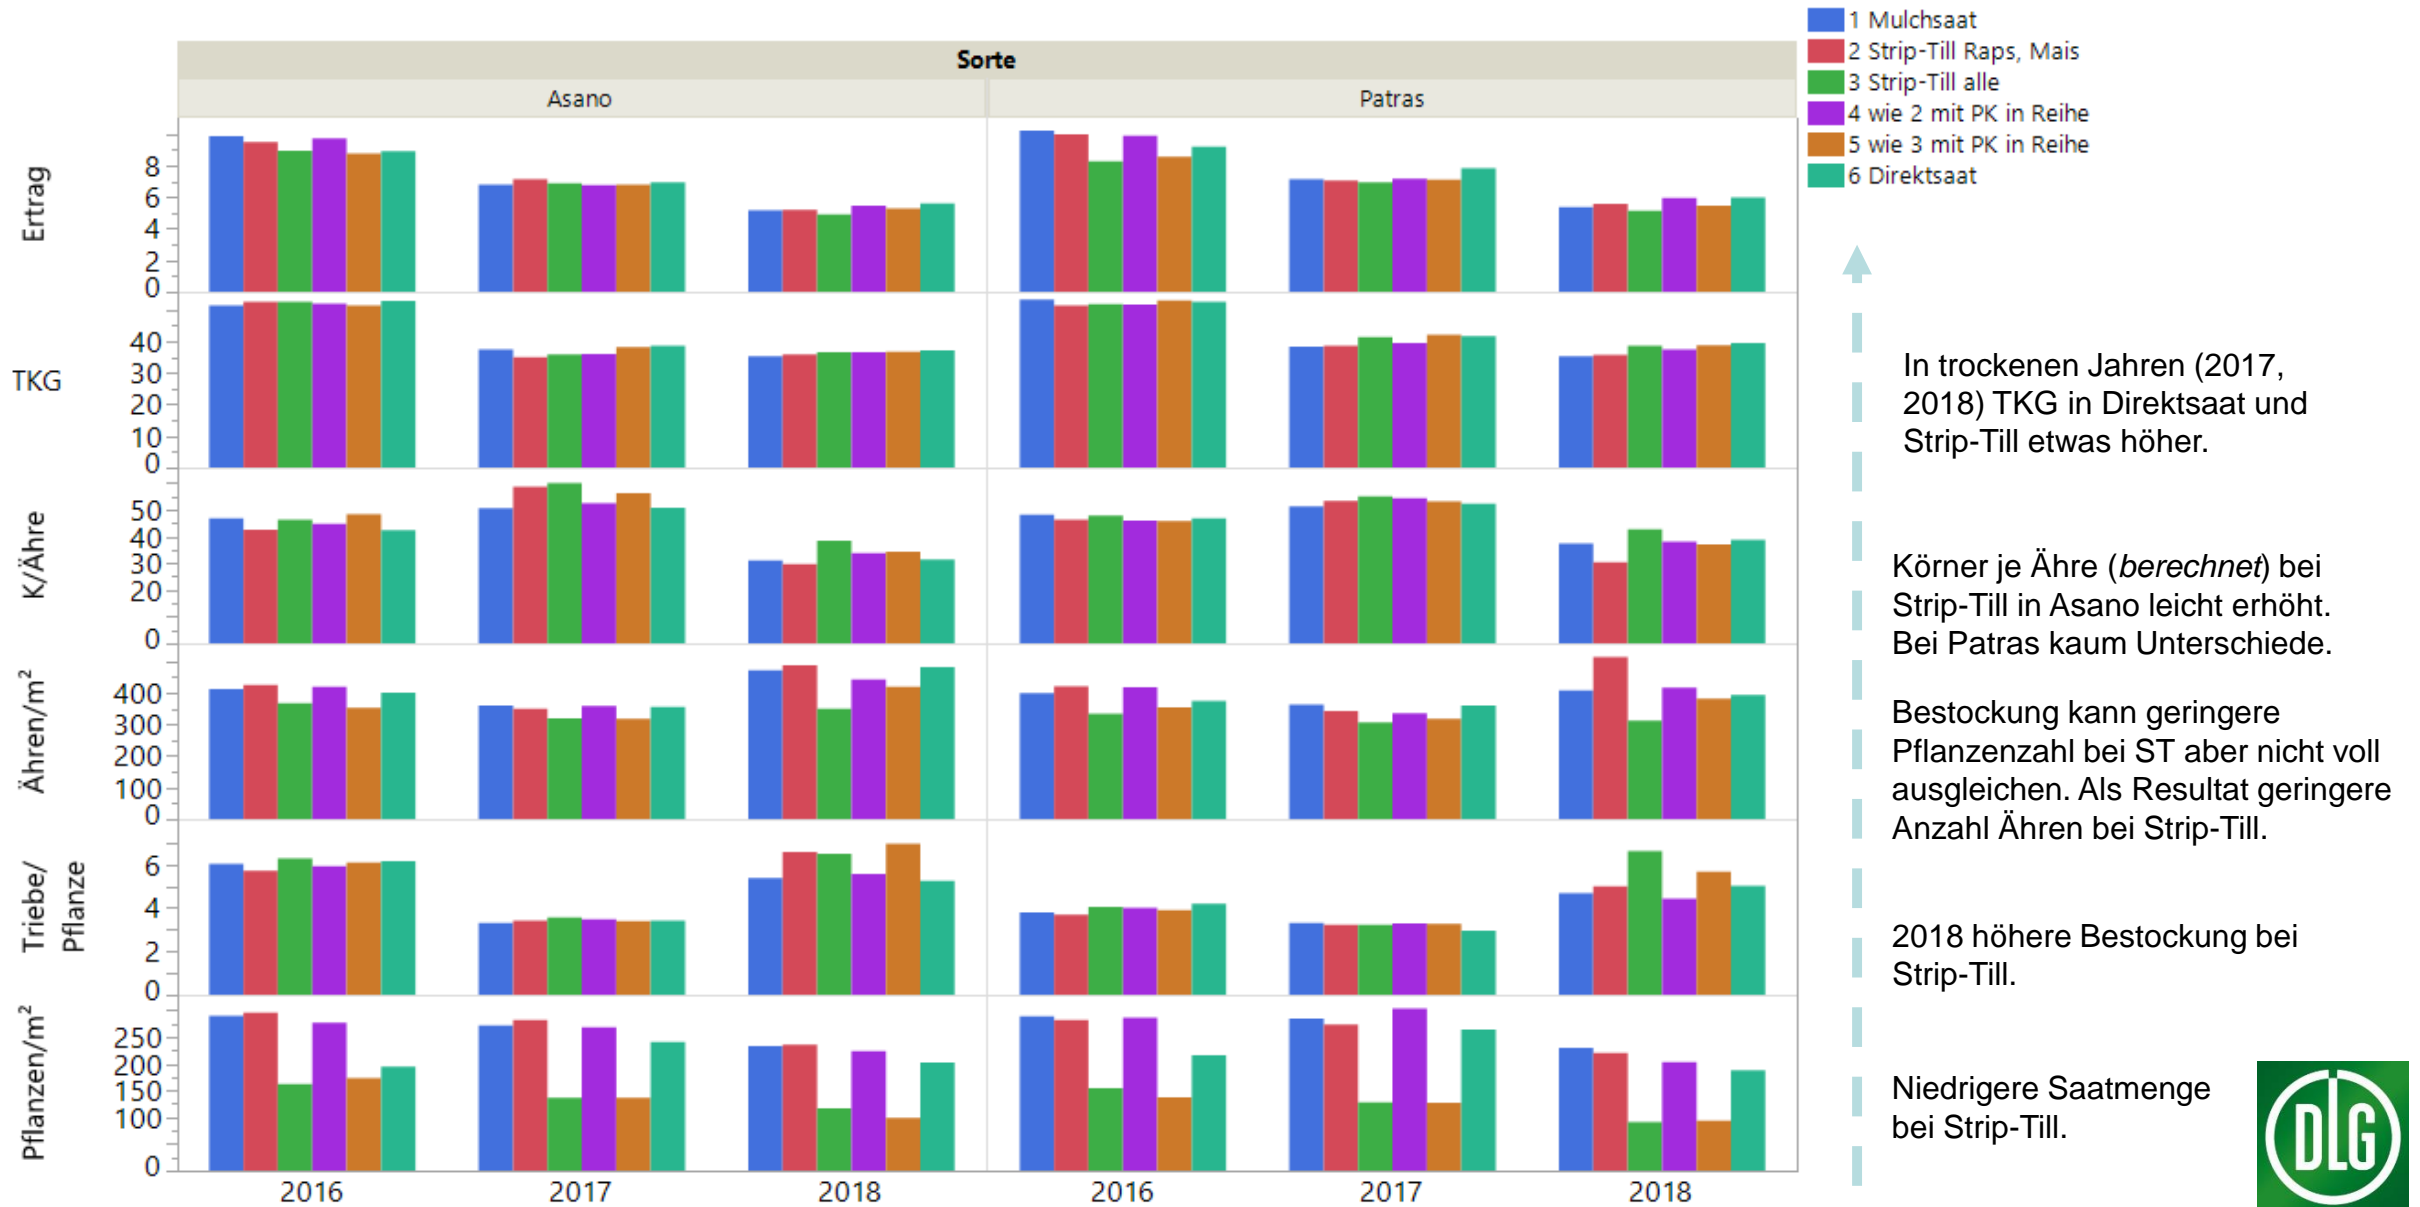 1 Mulchsaat
2 Strip-Till Raps, Mais
3 Strip-Till alle
4 wie 2 mit PK in Reihe
5 wie 3 mit PK in Reihe
6 Direktsaat
Sorte
Asano
Patras
Ertrag
8
6
4
2
0
TKG
40
30
20
10
0
K/Ähre
50
40
30
20
0
Ähren/m²
400
300
200
100
0
Triebe/
Pflanze
6
4
2
0
Pflanzen/m²
250
200
150
100
0
2016
2017
2018
2016
2017
2018
In trockenen Jahren (2017,
2018) TKG in Direktsaat und
Strip-Till etwas höher.
Körner je Ähre (berechnet) bei
Strip-Till in Asano leicht erhöht.
Bei Patras kaum Unterschiede.
Bestockung kann geringere
Pflanzenzahl bei ST aber nicht voll
ausgleichen. Als Resultat geringere
Anzahl Ähren bei Strip-Till.
2018 höhere Bestockung bei
Strip-Till.
Niedrigere Saatmenge
bei Strip-Till.
DLG